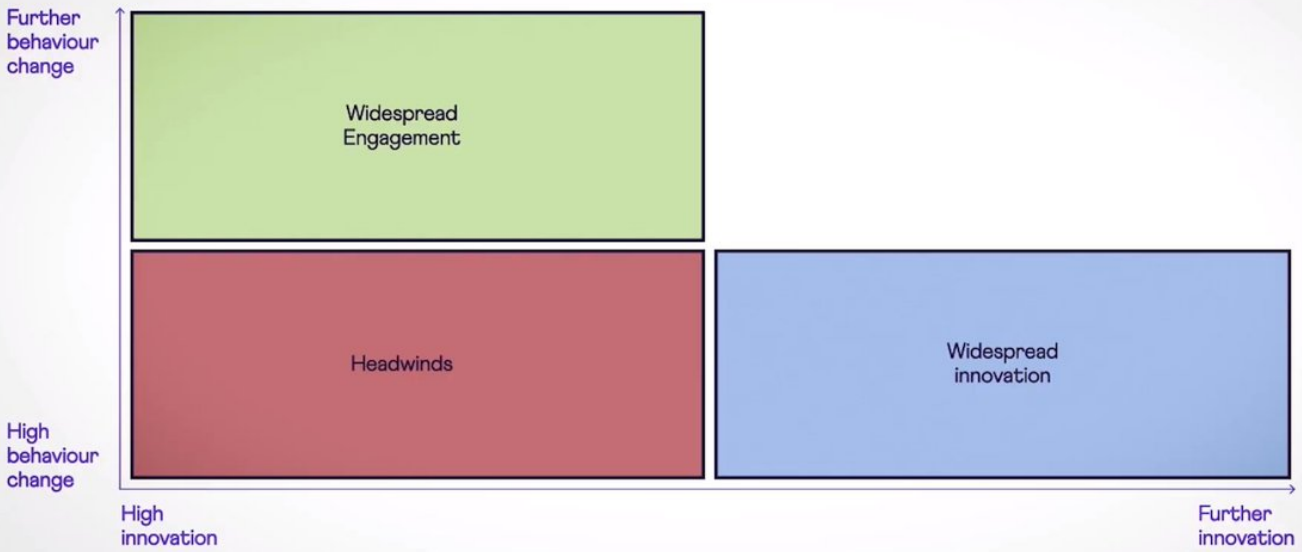 Further
behaviour
change
Widespread
Engagement
Headwinds
Widespread
innovation
High
behaviour
change
High
innovation
Further
innovation